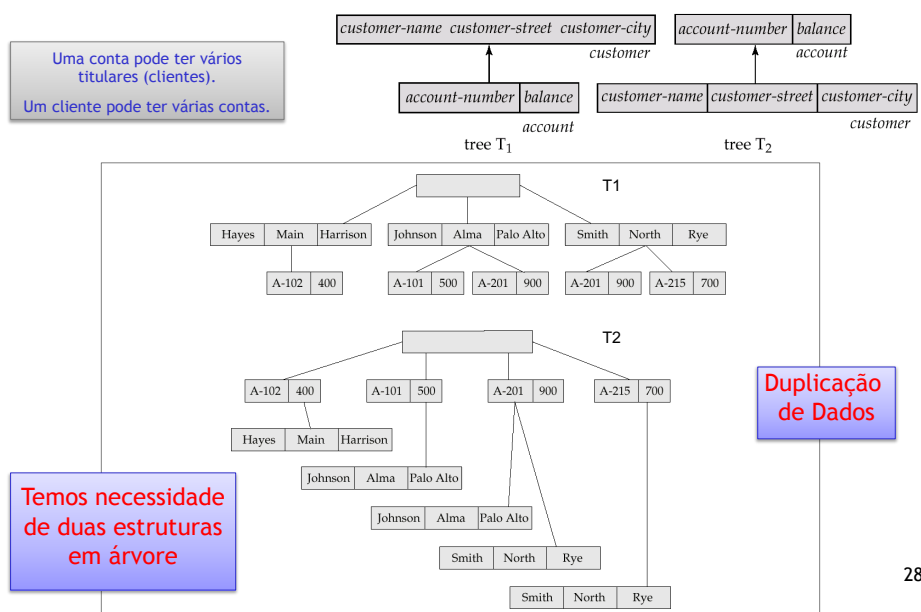 Uma conta pode ter vários
titulares (clientes).
Um cliente pode ter várias contas.
customer-name customer-street customer-city
customer
account-number balance
account
tree T1
account-number balance
account
customer-name customer-street customer-city
customer
tree T2
T1
Hayes Main Harrison
Johnson Alma Palo Alto
Smith North Rye
A-102 400
A-101 500
A-201 900
A-201 900
A-215 700
T2
A-102 400
A-101 500
A-201 900
A-215 700
Hayes Main Harrison
Johnson Alma Palo Alto
Johnson Alma Palo Alto
Smith North Rye
Smith North Rye
Duplicação
de Dados
Temos necessidade
de duas estruturas
em árvore
28